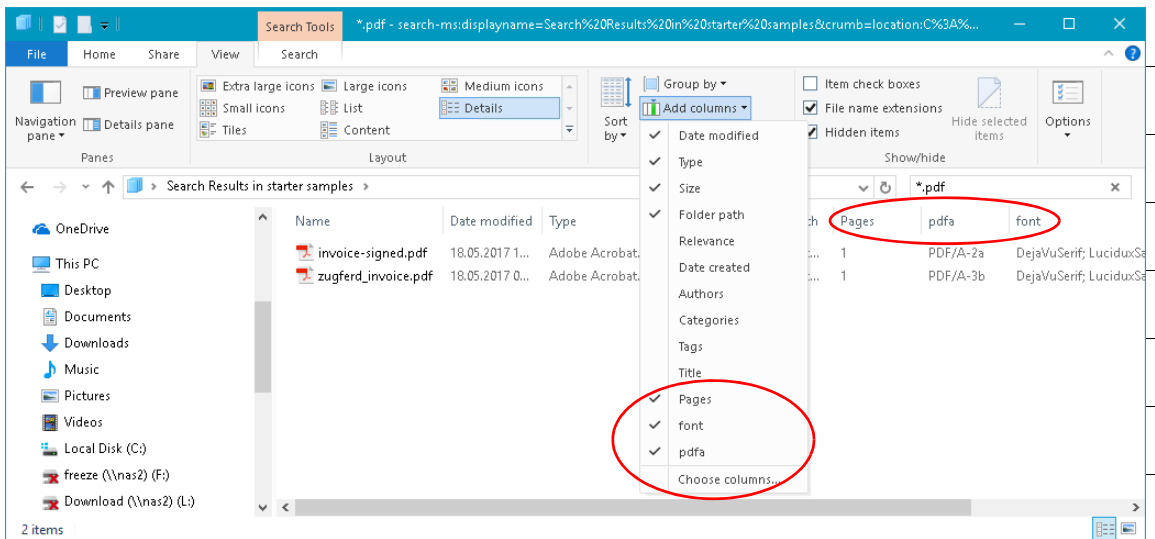 Search Tools
*.pdf - search-ms:displayname=Search%20Results%20in%20starter%20samples&crumb=location:C%3A%...
File Home Share View Search
Navigation pane
Preview pane
Details pane
Panes
Extra large icons Large icons Medium icons
Small icons List Details
Tiles Content
Layout
Sort by
Group by
Add columns
Item check boxes
File name extensions
Hidden items
Hide selected items
Options
Show/hide
Search Results in starter samples
*.pdf
Date modified
Type
Size
Folder path
Relevance
Date created
Authors
Categories
Tags
Title
Pages
font
pdfa
Choose columns...
OneDrive
This PC
Desktop
Documents
Downloads
Music
Pictures
Videos
Local Disk (C:)
freeze (\\nas2) (F:)
Download (\\nas2) (L:)
Name Date modified Type Pages pdfa font
invoice-signed.pdf 18.05.2017 1... Adobe Acrobat. 1 PDF/A-2a DejaVuSerif; LuciduxSa
zugferd_invoice.pdf 18.05.2017 0... Adobe Acrobat. 1 PDF/A-3b DejaVuSerif; LuciduxSa
2 items